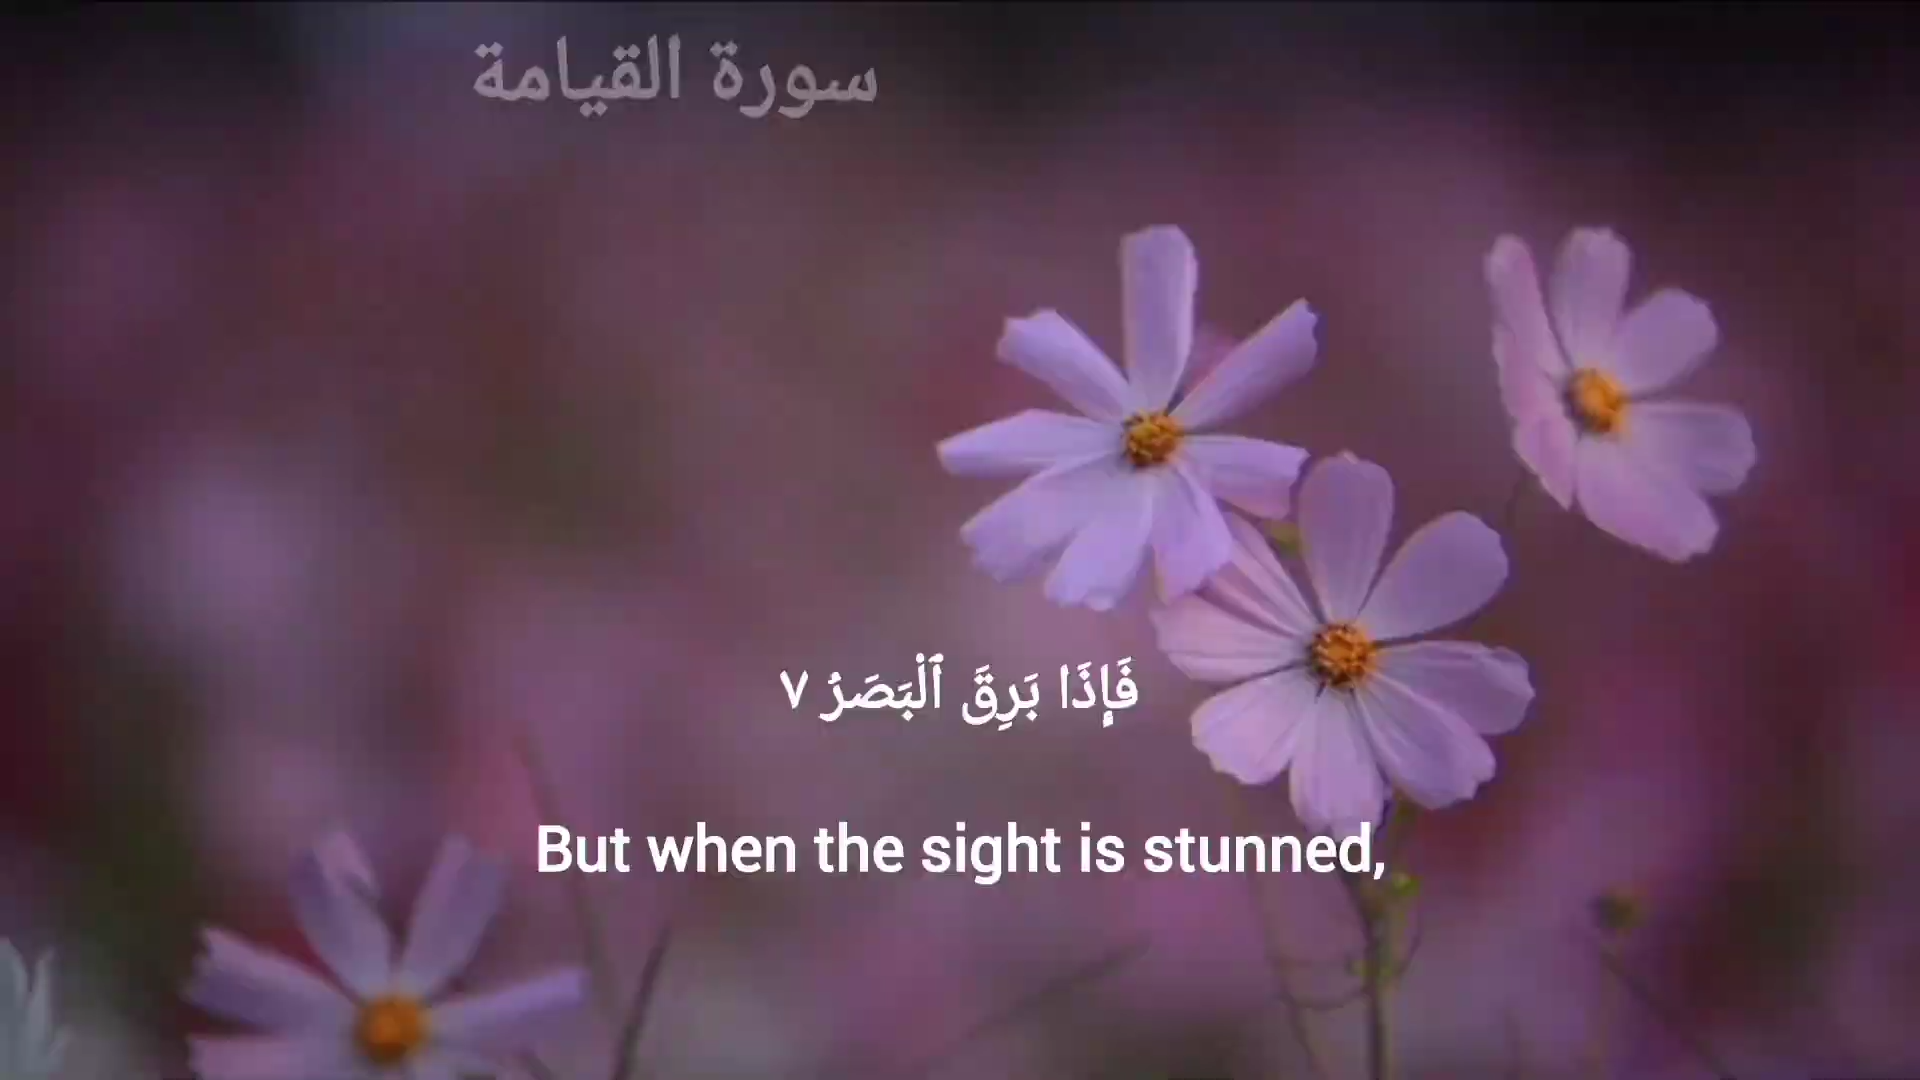 سورة القيامة
فَإِذَا بَرِقَ ٱلْبَصَرُ ٧
But when the sight is stunned,